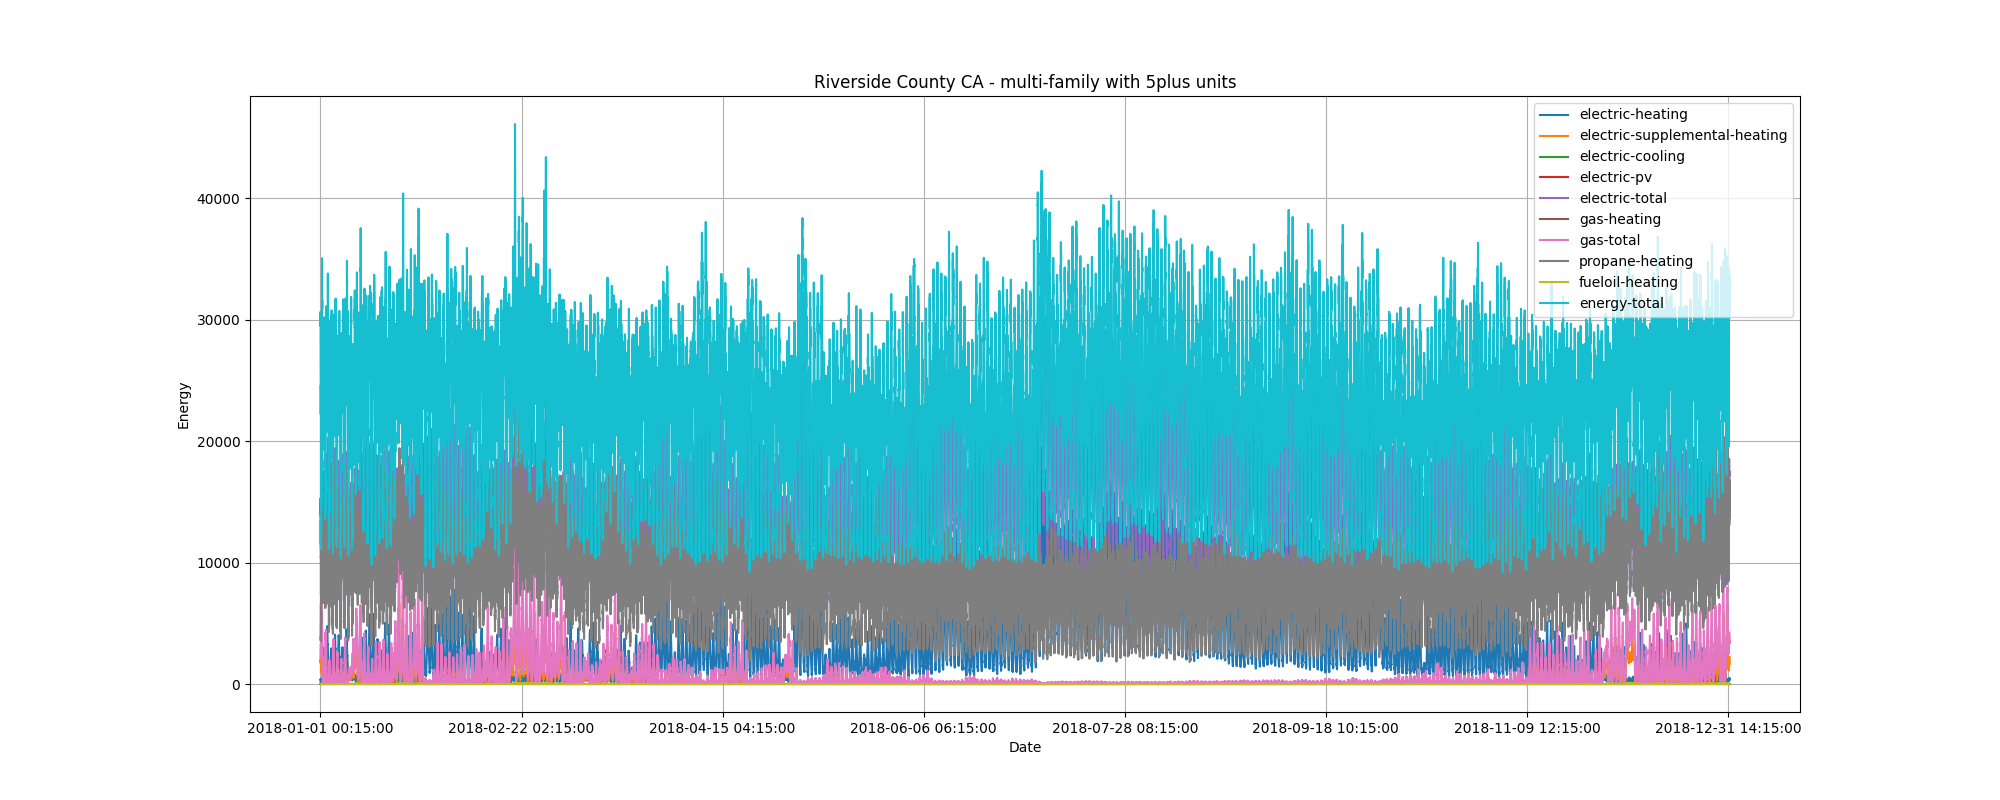 Riverside County CA - multi-family with 5plus units
electric-heating
electric-supplemental-heating
electric-cooling
electric-pv
electric-total
gas-heating
gas-total
propane-heating
fueloil-heating
energy-total
Energy
40000
30000
20000
10000
0
2018-01-01 00:15:00 2018-02-22 02:15:00 2018-04-15 04:15:00 2018-06-06 06:15:00 2018-07-28 08:15:00 2018-09-18 10:15:00 2018-11-09 12:15:00 2018-12-31 14:15:00
Date